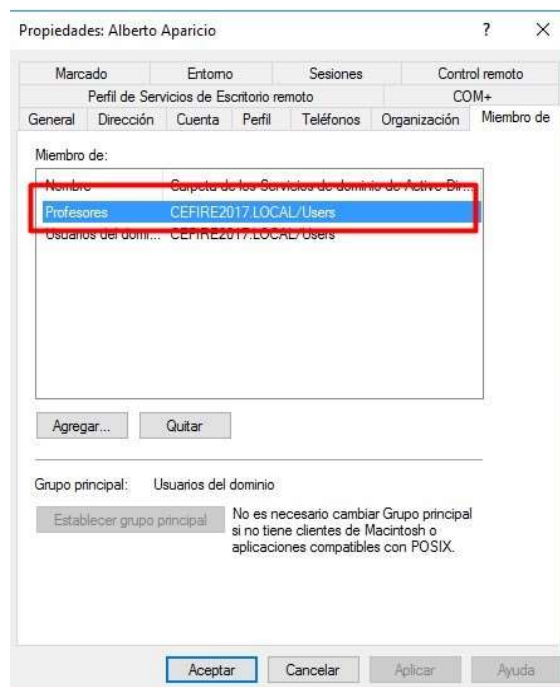 Propiedades: Alberto Aparicio ? X
Marcado Entorno Sesiones Control remoto
Perfil de Servicios de Escritorio remoto COM+
General Dirección Cuenta Perfil Teléfonos Organización Miembro de
Miembro de:
Nombre Carpeta de los Servicios de dominio de Active Dir...
Profesores CEFIRE2017.LOCAL/Users
Usuarios del domi... CEFIRE2017.LOCAL/Users
Agregar... Quitar
Grupo principal: Usuarios del dominio
Establecer grupo principal No es necesario cambiar Grupo principal
si no tiene clientes de Macintosh o
aplicaciones compatibles con POSIX.
Aceptar Cancelar Aplicar Ayuda